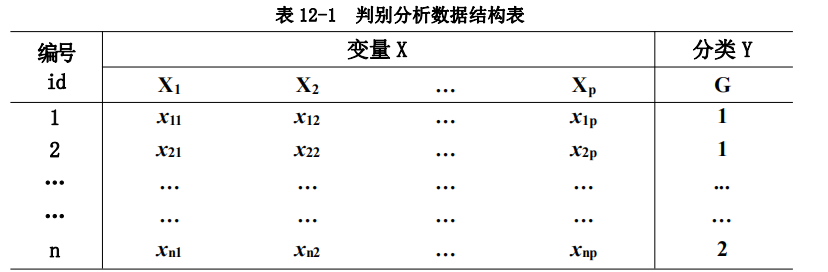 表 12-1 判别分析数据结构表
编号 id 变量 X 分类 Y
X1 X2 … Xp G
1 x11 x12 … x1p 1
2 x21 x22 … x2p 1
… … … … … …
… … … … … …
n xn1 xn2 … xnp 2